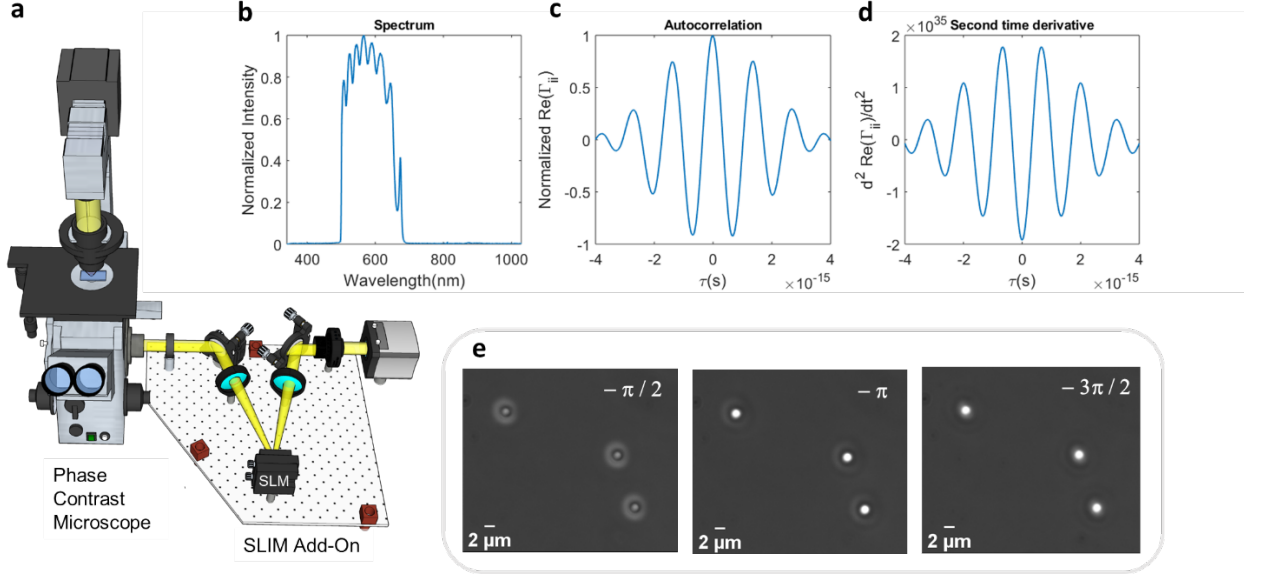 a
b
Spectrum
Normalized Intensity
1
0.8
0.6
0.4
0.2
0
400
600
800
1000
Wavelength(nm)
c
Autocorrelation
Normalized Re(Γii)
1
0.5
0
-0.5
-1
-4
-2
0
2
4
τ(s)
×10-15
d
×10^35
Second time derivative
d² Re(Γii)/dt²
2
1
0
-1
-2
-4
-2
0
2
4
τ(s)
×10-15
SLM
Phase
Contrast
Microscope
SLIM Add-On
e
− π / 2
2 µm
− π
2 µm
− 3π / 2
2 µm